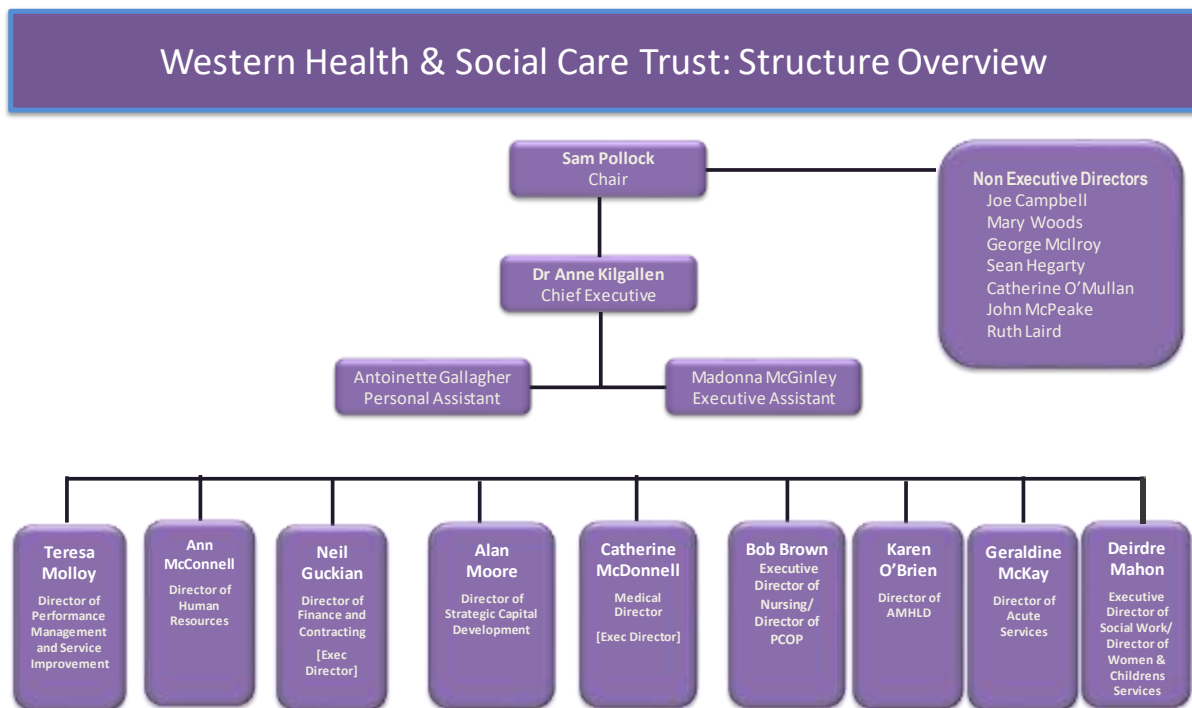 Western Health & Social Care Trust: Structure Overview
Sam Pollock
Chair
Non Executive Directors
Joe Campbell
Mary Woods
George McIlroy
Sean Hegarty
Catherine O’Mullan
John McPeake
Ruth Laird
Dr Anne Kilgallen
Chief Executive
Antoinette Gallagher
Personal Assistant
Madonna McGinley
Executive Assistant
Teresa
Molloy
Director of
Performance
Management
and Service
Improvement
Ann
McConnell
Director of
Human
Resources
Neil
Guckian
Director of
Finance and
Contracting
[Exec
Director]
Alan
Moore
Director of
Strategic Capital
Development
Catherine
McDonnell
Medical
Director
[Exec Director]
Bob Brown
Executive
Director of
Nursing/
Director of
PCOP
Karen
O’Brien
Director of
AMHLD
Geraldine
McKay
Director of
Acute
Services
Deirdre
Mahon
Executive
Director of
Social Work/
Director of
Women &
Childrens
Services